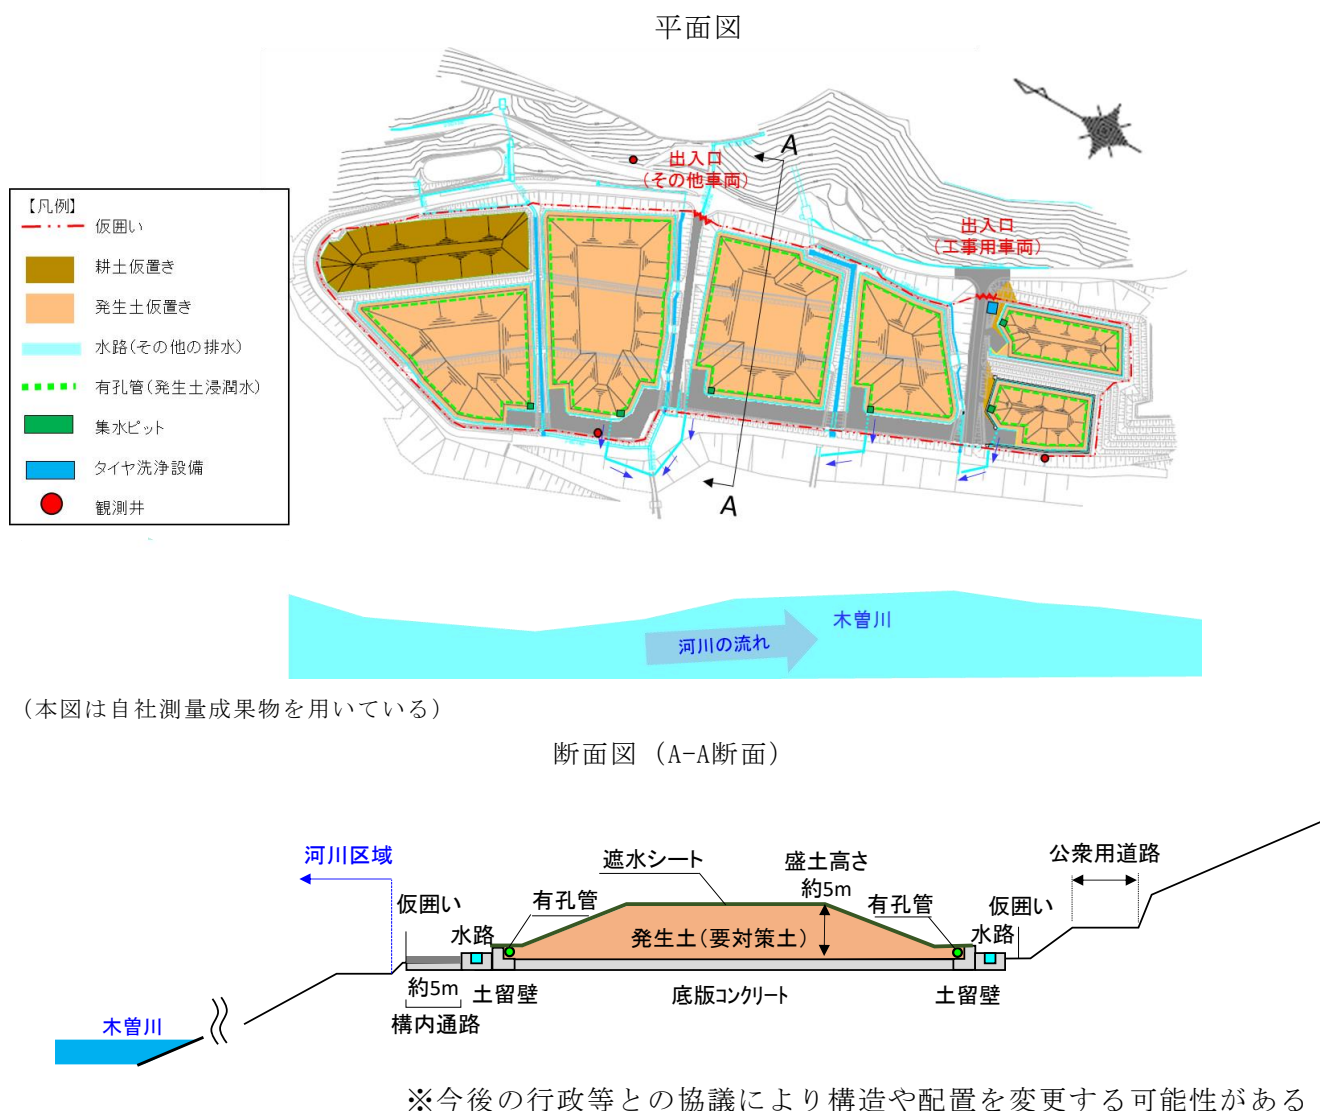 平面図
A
出入口
(その他車両)
出入口
(工事用車両)
【凡例】
仮囲い
耕土仮置き
発生土仮置き
水路(その他の排水)
有孔管(発生土浸潤水)
集水ピット
タイヤ洗浄設備
観測井
A
木曽川
河川の流れ
(本図は自社測量成果物を用いている)
断面図 (A-A断面)
河川区域
遮水シート
盛土高さ
約5m
公衆用道路
仮囲い
有孔管
有孔管
仮囲い
水路
発生土(要対策土)
水路
約5m
土留壁
底版コンクリート
土留壁
構内通路
木曽川
※今後の行政等との協議により構造や配置を変更する可能性がある